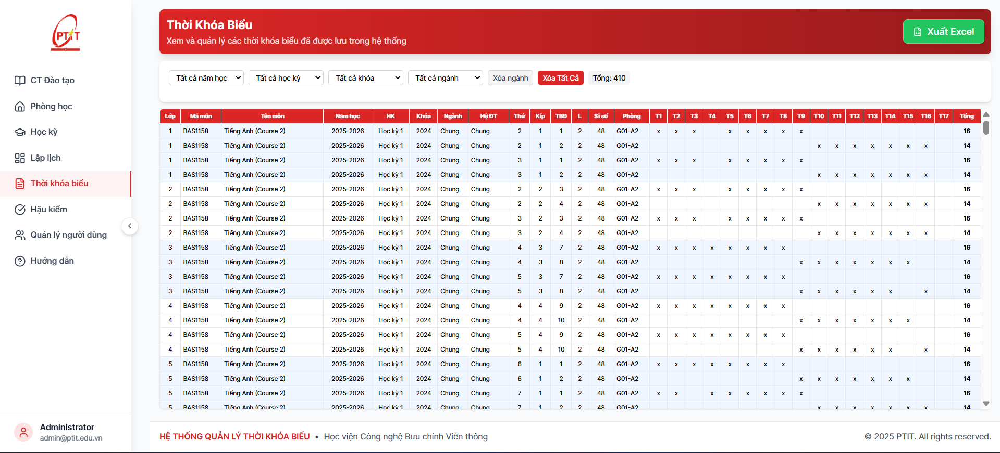 PTIT
CT Đào tạo
Phòng học
Học kỳ
Lập lịch
Thời khóa biểu
Hậu kiểm
Quản lý người dùng
Hướng dẫn
Administrator
admin@ptit.edu.vn
Thời Khóa Biểu
Xem và quản lý các thời khóa biểu đã được lưu trong hệ thống
Xuất Excel
Tất cả năm học Tất cả học kỳ Tất cả khóa Tất cả ngành Xóa ngành Xóa Tất Cả Tổng: 410
Lớp Mã môn Tên môn Năm học HK Khóa Ngành Hệ ĐT Thứ Kíp TBĐ L Sĩ số Phòng T1 T2 T3 T4 T5 T6 T7 T8 T9 T10 T11 T12 T13 T14 T15 T16 T17 Tổng
1 BAS1158 Tiếng Anh (Course 2) 2025-2026 Học kỳ 1 2024 Chung Chung 2 1 1 2 48 G01-A2 x x x x x x x x 16
1 BAS1158 Tiếng Anh (Course 2) 2025-2026 Học kỳ 1 2024 Chung Chung 2 1 2 2 48 G01-A2 x x x x x x x 14
1 BAS1158 Tiếng Anh (Course 2) 2025-2026 Học kỳ 1 2024 Chung Chung 3 1 1 2 48 G01-A2 x x x x x x x x 16
1 BAS1158 Tiếng Anh (Course 2) 2025-2026 Học kỳ 1 2024 Chung Chung 3 1 2 2 48 G01-A2 x x x x x x x 14
2 BAS1158 Tiếng Anh (Course 2) 2025-2026 Học kỳ 1 2024 Chung Chung 2 2 3 2 48 G01-A2 x x x x x x x x 16
2 BAS1158 Tiếng Anh (Course 2) 2025-2026 Học kỳ 1 2024 Chung Chung 2 2 4 2 48 G01-A2 x x x x x x x 14
2 BAS1158 Tiếng Anh (Course 2) 2025-2026 Học kỳ 1 2024 Chung Chung 3 2 3 2 48 G01-A2 x x x x x x x x 16
2 BAS1158 Tiếng Anh (Course 2) 2025-2026 Học kỳ 1 2024 Chung Chung 3 2 4 2 48 G01-A2 x x x x x x x 14
3 BAS1158 Tiếng Anh (Course 2) 2025-2026 Học kỳ 1 2024 Chung Chung 4 3 7 2 48 G01-A2 x x x x x x x x 16
3 BAS1158 Tiếng Anh (Course 2) 2025-2026 Học kỳ 1 2024 Chung Chung 4 3 8 2 48 G01-A2 x x x x x x x 14
3 BAS1158 Tiếng Anh (Course 2) 2025-2026 Học kỳ 1 2024 Chung Chung 5 3 7 2 48 G01-A2 x x x x x x x x 16
3 BAS1158 Tiếng Anh (Course 2) 2025-2026 Học kỳ 1 2024 Chung Chung 5 3 8 2 48 G01-A2 x x x x x x x 14
4 BAS1158 Tiếng Anh (Course 2) 2025-2026 Học kỳ 1 2024 Chung Chung 4 4 9 2 48 G01-A2 x x x x x x x x 16
4 BAS1158 Tiếng Anh (Course 2) 2025-2026 Học kỳ 1 2024 Chung Chung 4 4 10 2 48 G01-A2 x x x x x x x 14
4 BAS1158 Tiếng Anh (Course 2) 2025-2026 Học kỳ 1 2024 Chung Chung 5 4 9 2 48 G01-A2 x x x x x x x x 16
4 BAS1158 Tiếng Anh (Course 2) 2025-2026 Học kỳ 1 2024 Chung Chung 5 4 10 2 48 G01-A2 x x x x x x x 14
5 BAS1158 Tiếng Anh (Course 2) 2025-2026 Học kỳ 1 2024 Chung Chung 6 1 1 2 48 G01-A2 x x x x x x x x 16
5 BAS1158 Tiếng Anh (Course 2) 2025-2026 Học kỳ 1 2024 Chung Chung 6 1 2 2 48 G01-A2 x x x x x x x 14
5 BAS1158 Tiếng Anh (Course 2) 2025-2026 Học kỳ 1 2024 Chung Chung 7 1 1 2 48 G01-A2 x x x x x x x x 16
5 BAS1158 Tiếng Anh (Course 2) 2025-2026 Học kỳ 1 2024 Chung Chung 7 1 2 2 48 G01-A2 x x x x x x x 14
HỆ THỐNG QUẢN LÝ THỜI KHÓA BIỂU • Học viện Công nghệ Bưu chính Viễn thông
© 2025 PTIT. All rights reserved.